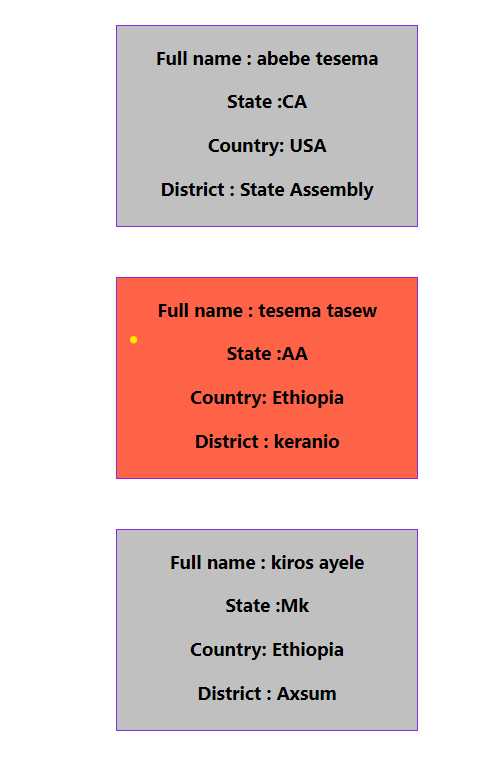 Full name : abebe tesema
State :CA
Country: USA
District : State Assembly
Full name : tesema tasew
State :AA
Country: Ethiopia
District : keranio
Full name : kiros ayele
State :Mk
Country: Ethiopia
District : Axsum